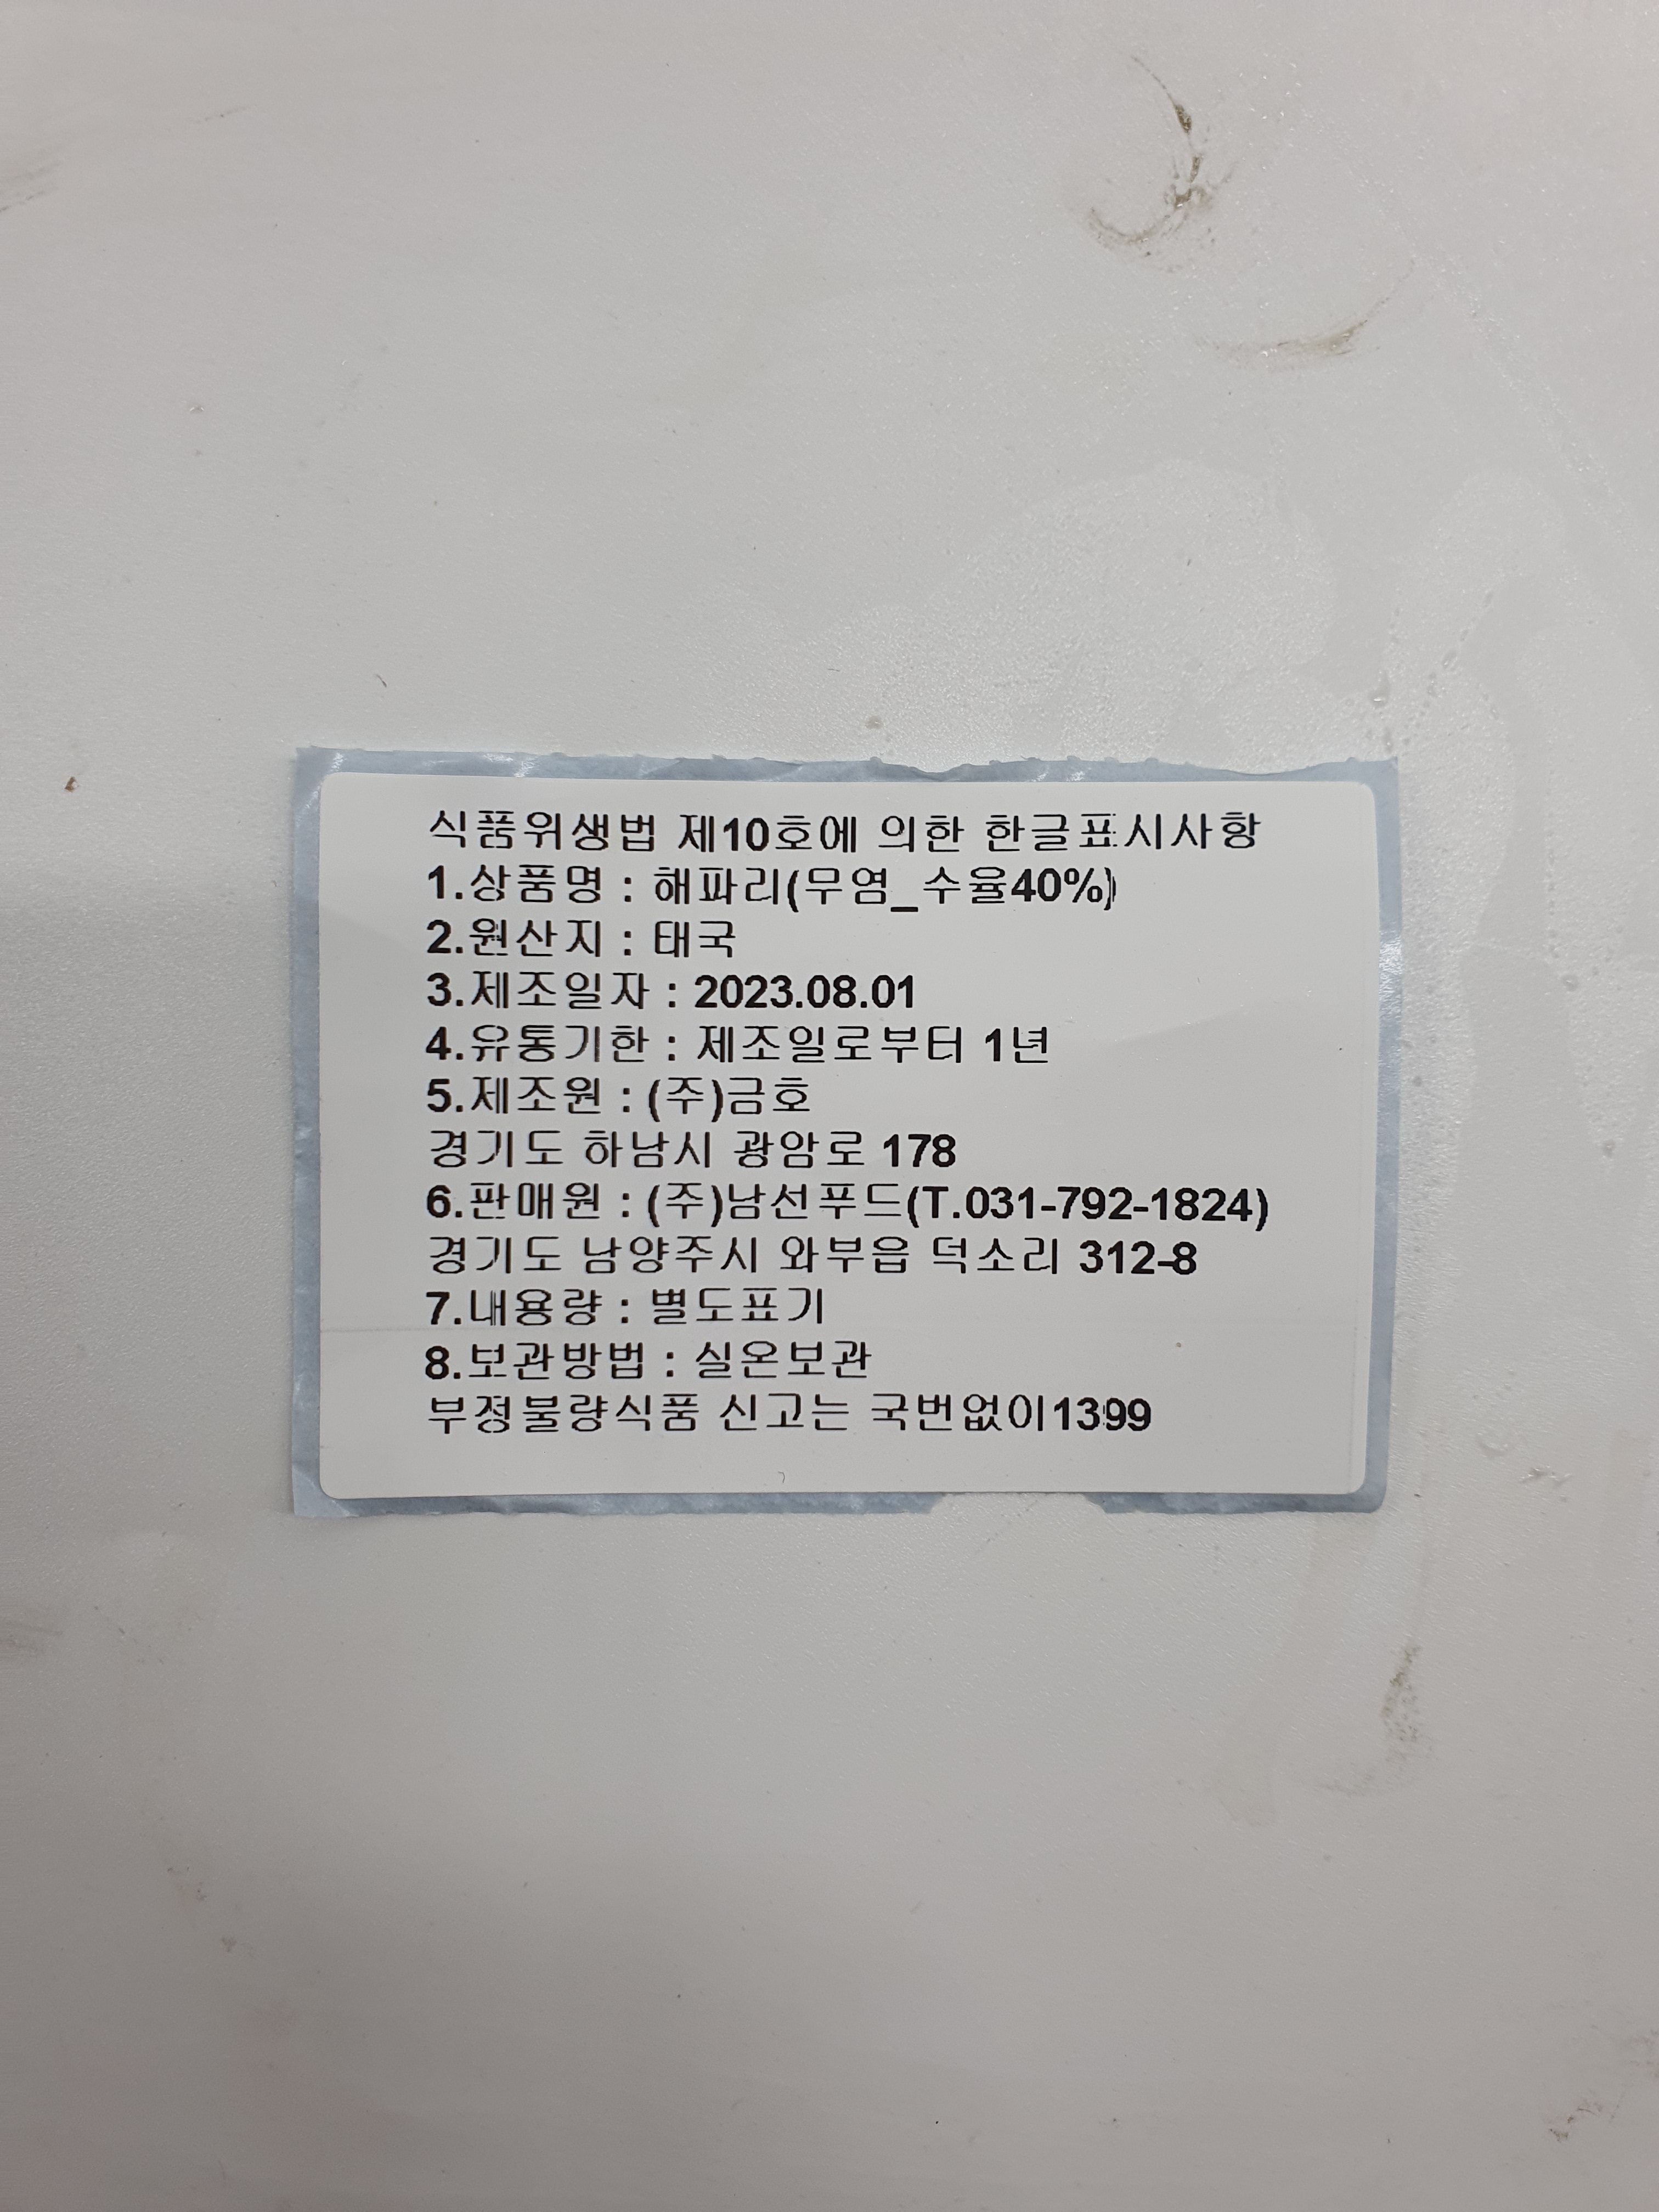 식품위생법 제10호에 의한 한글표시사항
1.상품명 : 해파리(무염_수율40%)
2.원산지 : 태국
3.제조일자 : 2023.08.01
4.유통기한 : 제조일로부터 1년
5.제조원 : (주)금호
경기도 하남시 광암로 178
6.판매원 : (주)남선푸드(T.031-792-1824)
경기도 남양주시 와부읍 덕소리 312-8
7.내용량 : 별도표기
8.보관방법 : 실온보관
부정불량식품 신고는 국번없이1399